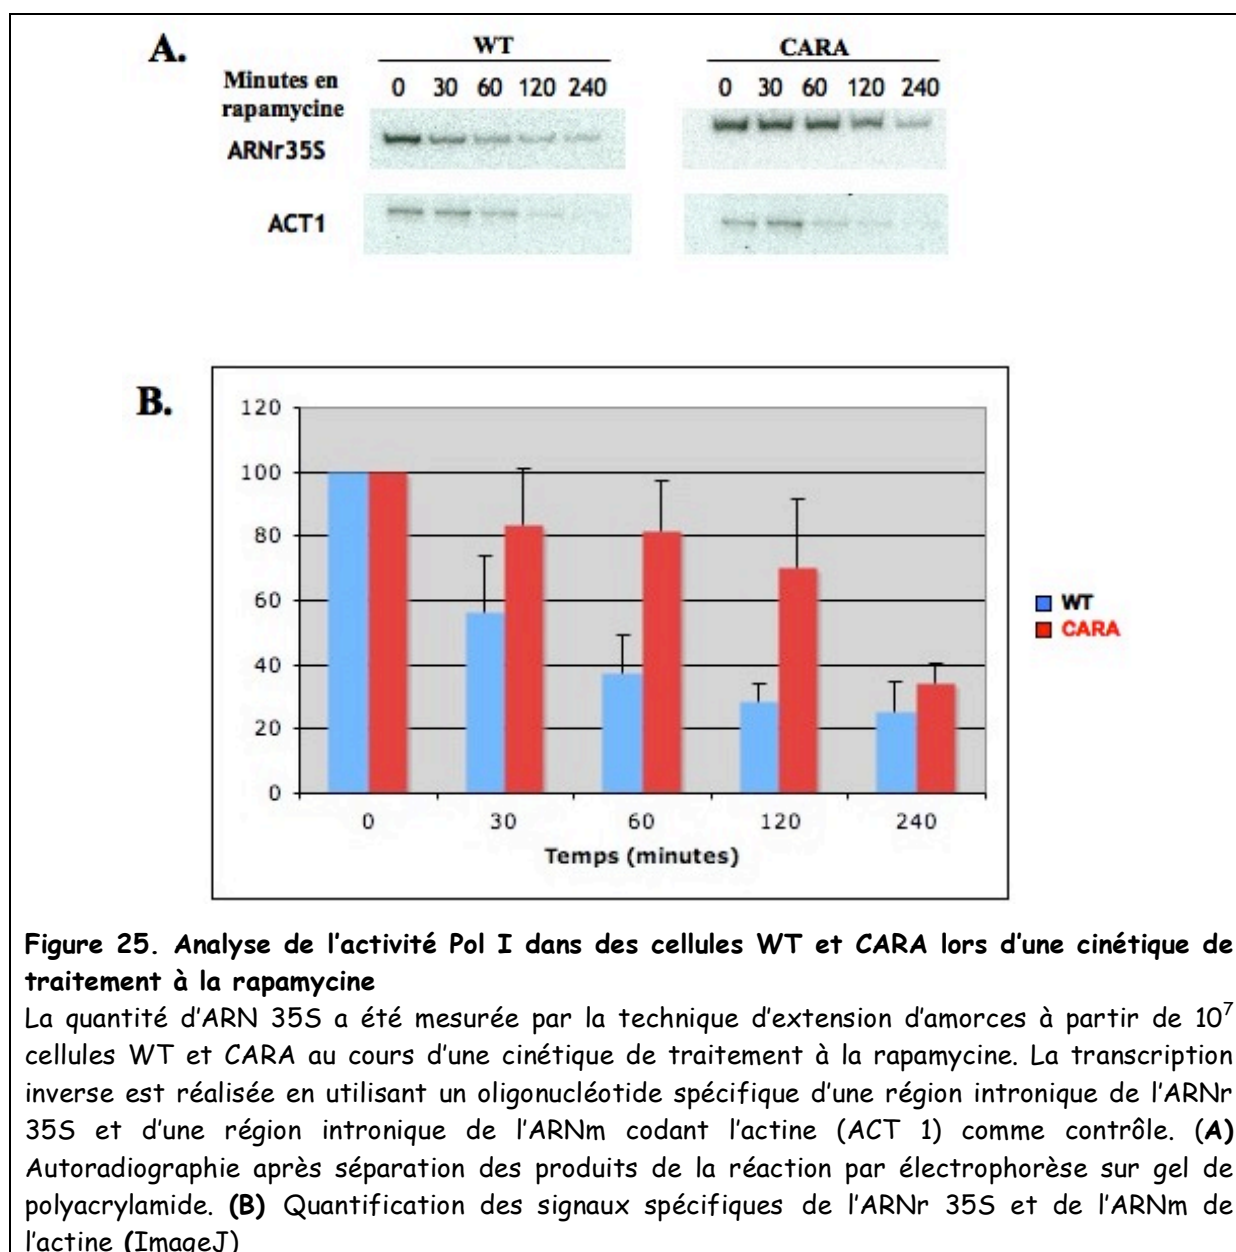 A.
WT
CARA
Minutes en
rapamycine
0 30 60 120 240
0 30 60 120 240
ARNr35S
ACT1
B.
120
100
80
60
40
20
0
0 30 60 120 240
Temps (minutes)
WT
CARA
Figure 25. Analyse de l'activité Pol I dans des cellules WT et CARA lors d'une cinétique de
traitement à la rapamycine
La quantité d'ARN 35S a été mesurée par la technique d'extension d'amorces à partir de 10⁷
cellules WT et CARA au cours d'une cinétique de traitement à la rapamycine. La transcription
inverse est réalisée en utilisant un oligonucléotide spécifique d'une région intronique de l'ARNr
35S et d'une région intronique de l'ARNm codant l'actine (ACT 1) comme contrôle. (A)
Autoradiographie après séparation des produits de la réaction par électrophorèse sur gel de
polyacrylamide. (B) Quantification des signaux spécifiques de l'ARNr 35S et de l'ARNm de
l'actine (ImageJ)